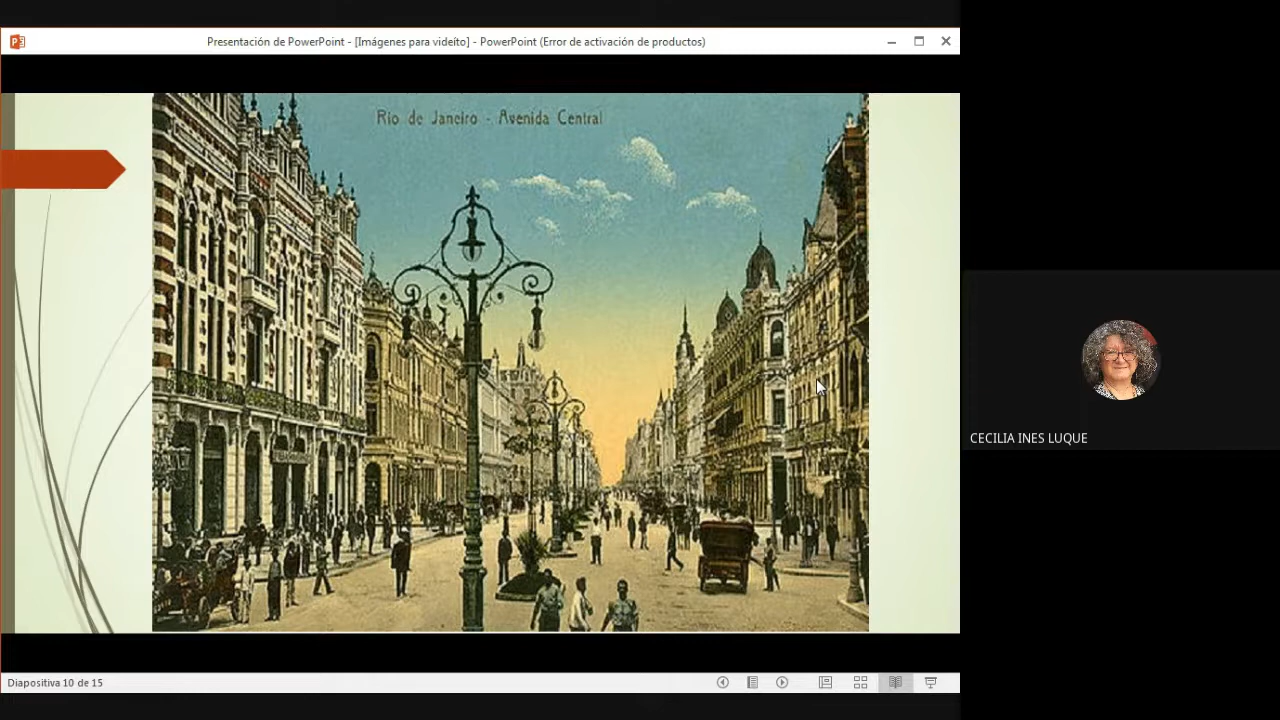 Presentación de PowerPoint - [Imágenes para videíto] - PowerPoint (Error de activación de productos)
Rio de Janeiro - Avenida Central
CECILIA INES LUQUE
Diapositiva 10 de 15